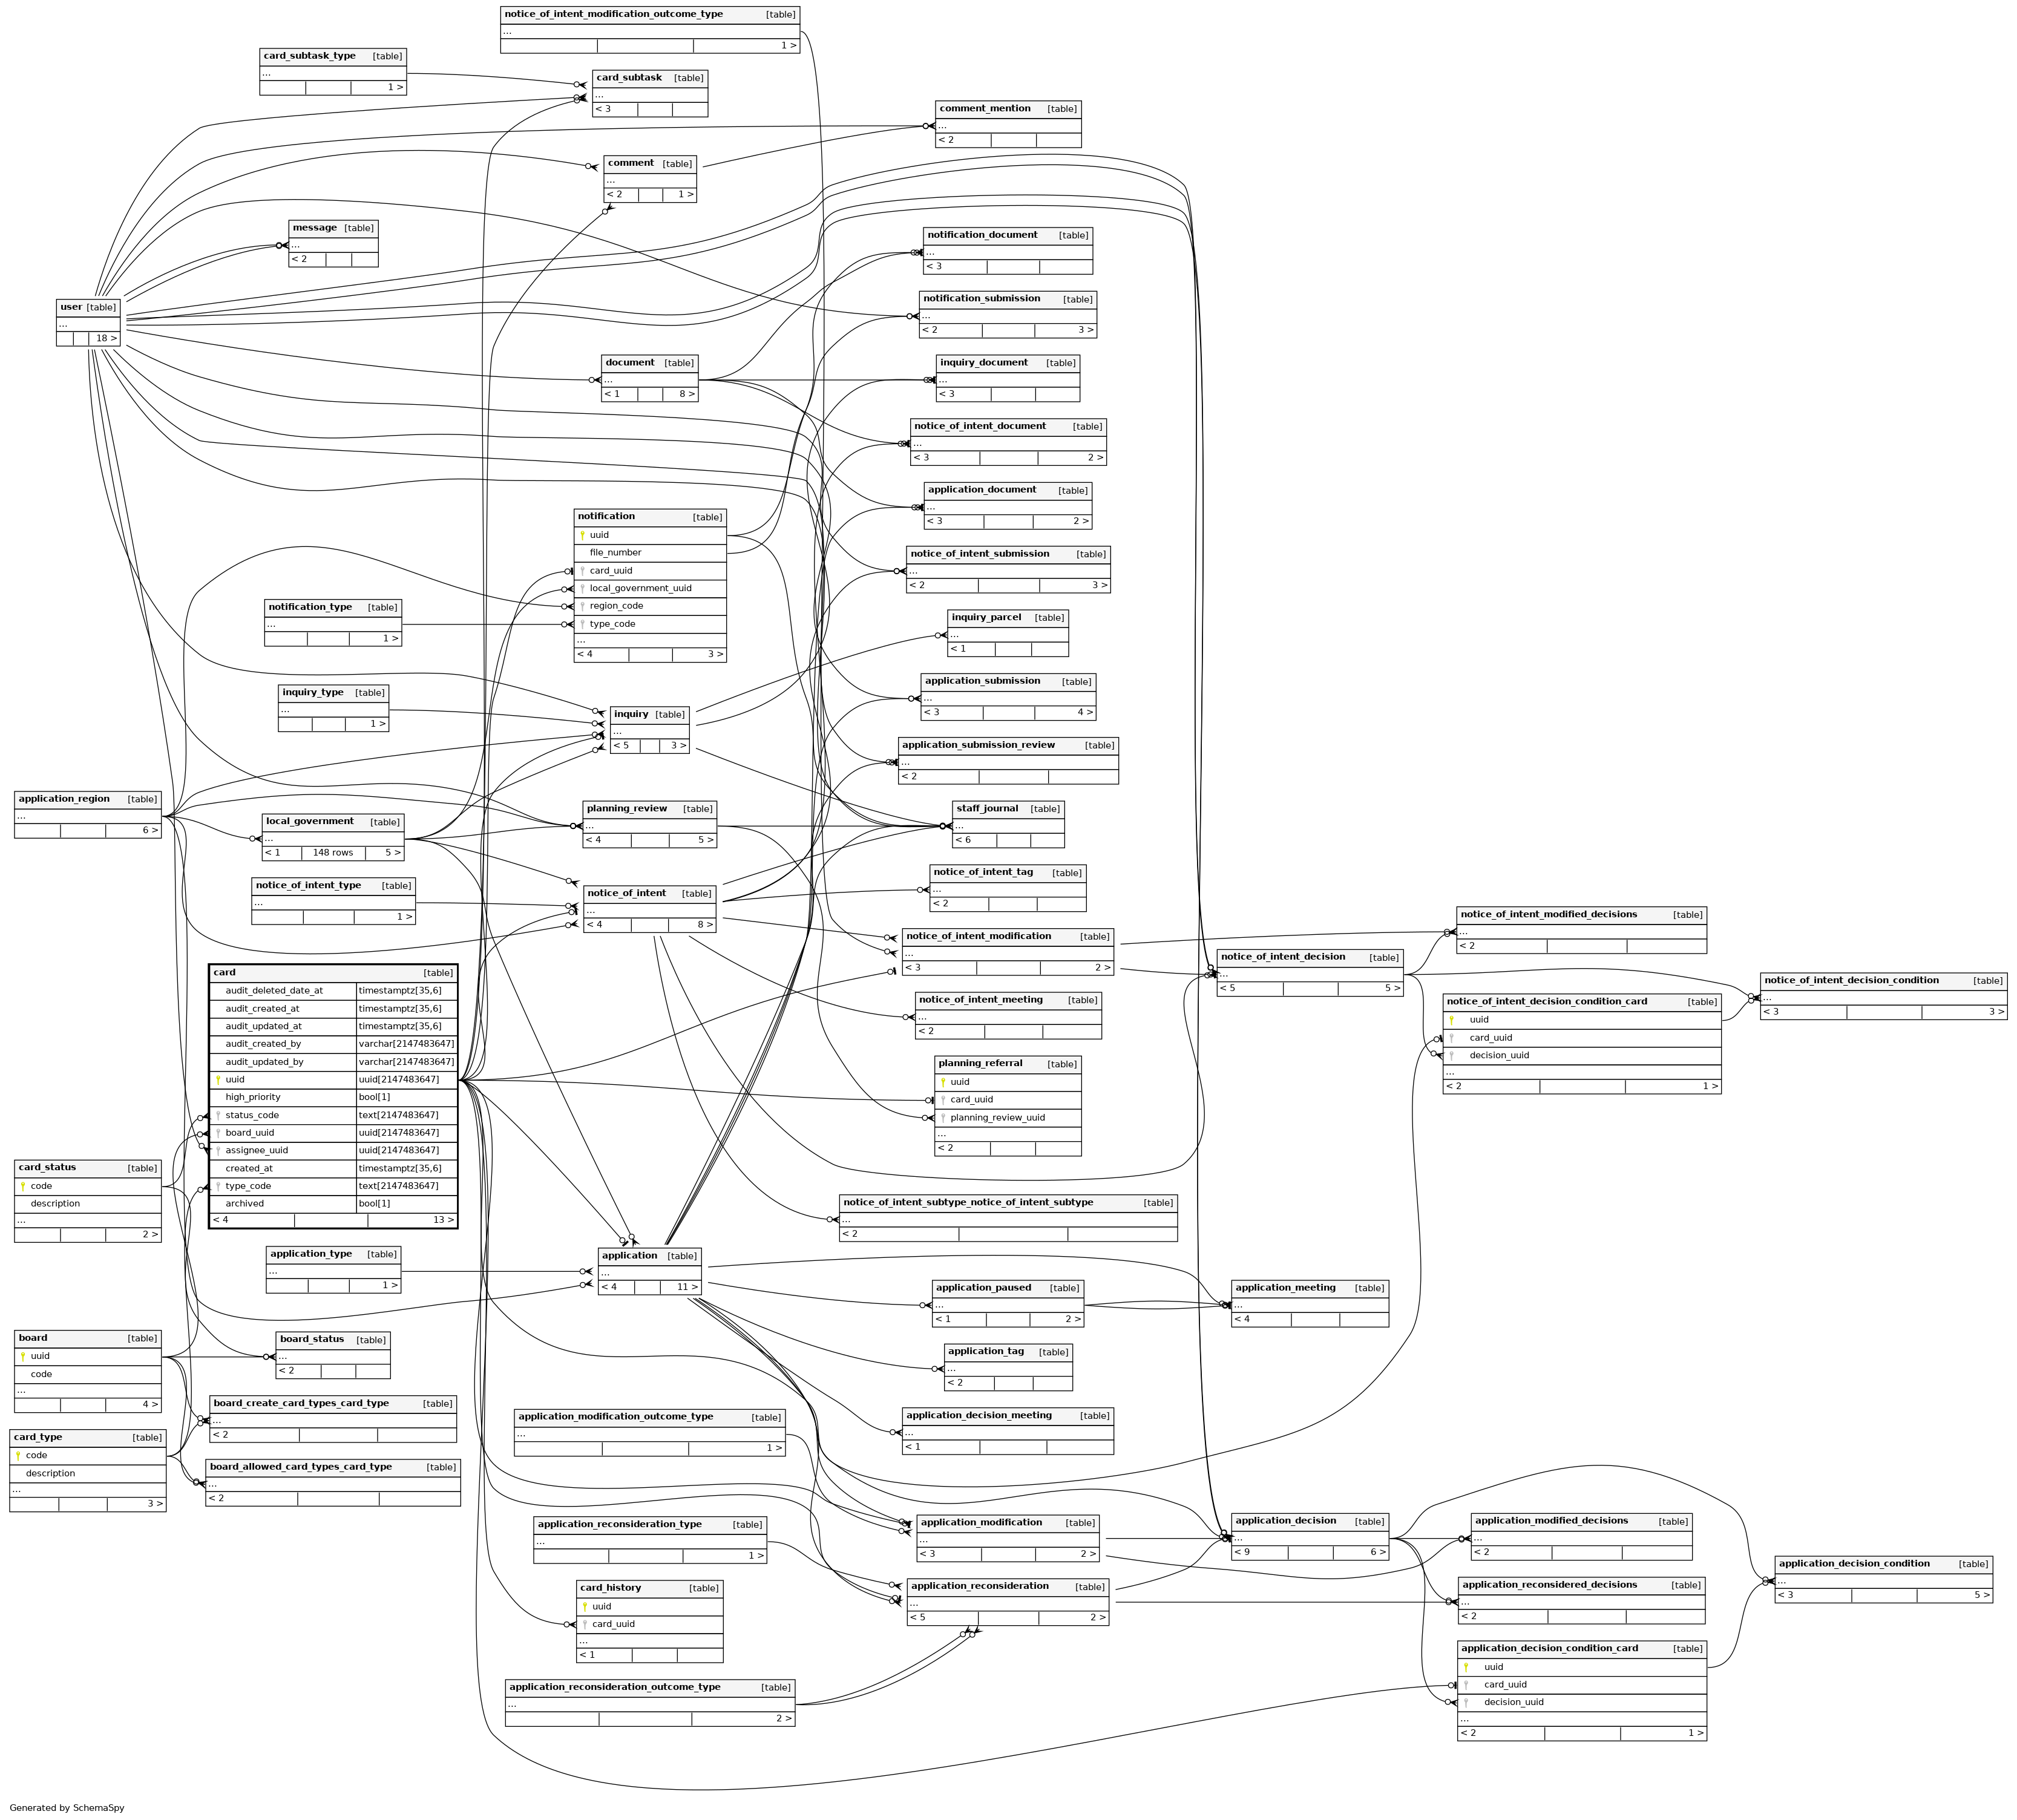 notice_of_intent_modification_outcome_type [table]
...
1 >
card_subtask_type [table]
...
1 >
card_subtask [table]
...
< 3
comment_mention [table]
...
< 2
comment [table]
...
< 2 1 >
message [table]
...
< 2
notification_document [table]
...
< 3
user [table]
...
18 >
notification_submission [table]
...
< 2 3 >
document [table]
...
< 1 8 >
inquiry_document [table]
...
< 3
notice_of_intent_document [table]
...
< 3 2 >
application_document [table]
...
< 3 2 >
notification [table]
uuid
file_number
card_uuid
local_government_uuid
region_code
type_code
...
< 4 3 >
notice_of_intent_submission [table]
...
< 2 3 >
notification_type [table]
...
1 >
inquiry_parcel [table]
...
< 1
inquiry_type [table]
...
1 >
inquiry [table]
...
< 5 3 >
application_submission [table]
...
< 3 4 >
application_submission_review [table]
...
< 2
application_region [table]
...
6 >
local_government [table]
...
< 1 148 rows 5 >
planning_review [table]
...
< 4 5 >
staff_journal [table]
...
< 6
notice_of_intent_type [table]
...
1 >
notice_of_intent [table]
...
< 4 8 >
notice_of_intent_tag [table]
...
< 2
notice_of_intent_modification [table]
...
< 3 2 >
notice_of_intent_modified_decisions [table]
...
< 2
notice_of_intent_decision [table]
...
< 5 5 >
notice_of_intent_decision_condition [table]
...
< 3 3 >
notice_of_intent_decision_condition_card [table]
uuid
card_uuid
decision_uuid
...
< 2 1 >
notice_of_intent_meeting [table]
...
< 2
card [table]
audit_deleted_date_at timestamptz[35,6]
audit_created_at timestamptz[35,6]
audit_updated_at timestamptz[35,6]
audit_created_by varchar[2147483647]
audit_updated_by varchar[2147483647]
uuid uuid[2147483647]
high_priority bool[1]
status_code text[2147483647]
board_uuid uuid[2147483647]
assignee_uuid uuid[2147483647]
created_at timestamptz[35,6]
type_code text[2147483647]
archived bool[1]
< 4 13 >
planning_referral [table]
uuid
card_uuid
planning_review_uuid
...
< 2
card_status [table]
code
description
...
2 >
notice_of_intent_subtype_notice_of_intent_subtype [table]
...
< 2
application_type [table]
...
1 >
application [table]
...
< 4 11 >
application_paused [table]
...
< 1 2 >
application_meeting [table]
...
< 4
board [table]
uuid
code
...
4 >
board_status [table]
...
< 2
application_tag [table]
...
< 2
board_create_card_types_card_type [table]
...
< 2
application_modification_outcome_type [table]
...
1 >
application_decision_meeting [table]
...
< 1
card_type [table]
code
description
...
3 >
board_allowed_card_types_card_type [table]
...
< 2
application_reconsideration_type [table]
...
1 >
application_modification [table]
...
< 3 2 >
application_decision [table]
...
< 9 6 >
application_modified_decisions [table]
...
< 2
application_decision_condition [table]
...
< 3 5 >
card_history [table]
uuid
card_uuid
...
< 1
application_reconsideration [table]
...
< 5 2 >
application_reconsidered_decisions [table]
...
< 2
application_decision_condition_card [table]
uuid
card_uuid
decision_uuid
...
< 2 1 >
application_reconsideration_outcome_type [table]
...
2 >
Generated by SchemaSpy